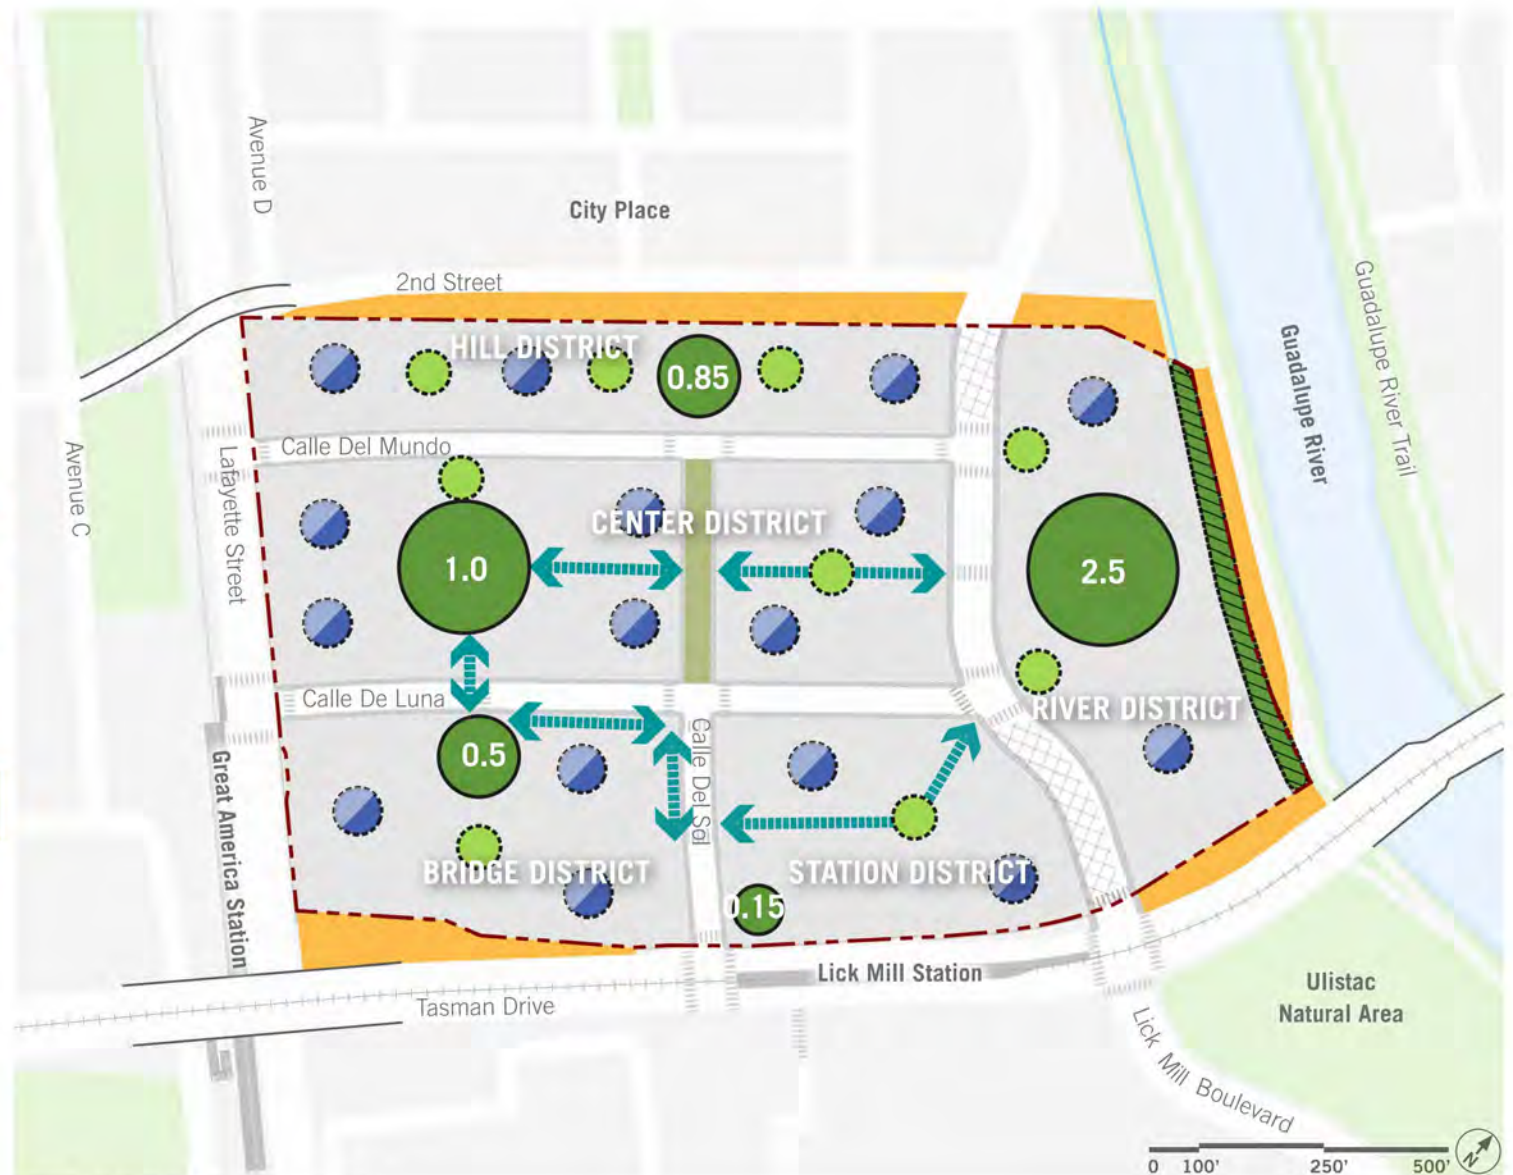 Avenue D
City Place
2nd Street
Guadalupe River Trail
Guadalupe River
HILL DISTRICT
0.85
Calle Del Mundo
Avenue C
Lafayette Street
CENTER DISTRICT
1.0
2.5
Calle De Luna
RIVER DISTRICT
0.5
Calle Del Sol
Great America Station
BRIDGE DISTRICT
STATION DISTRICT
0.15
Lick Mill Station
Tasman Drive
Ulistac
Natural Area
Lick Mill Boulevard
0 100' 250' 500'
N